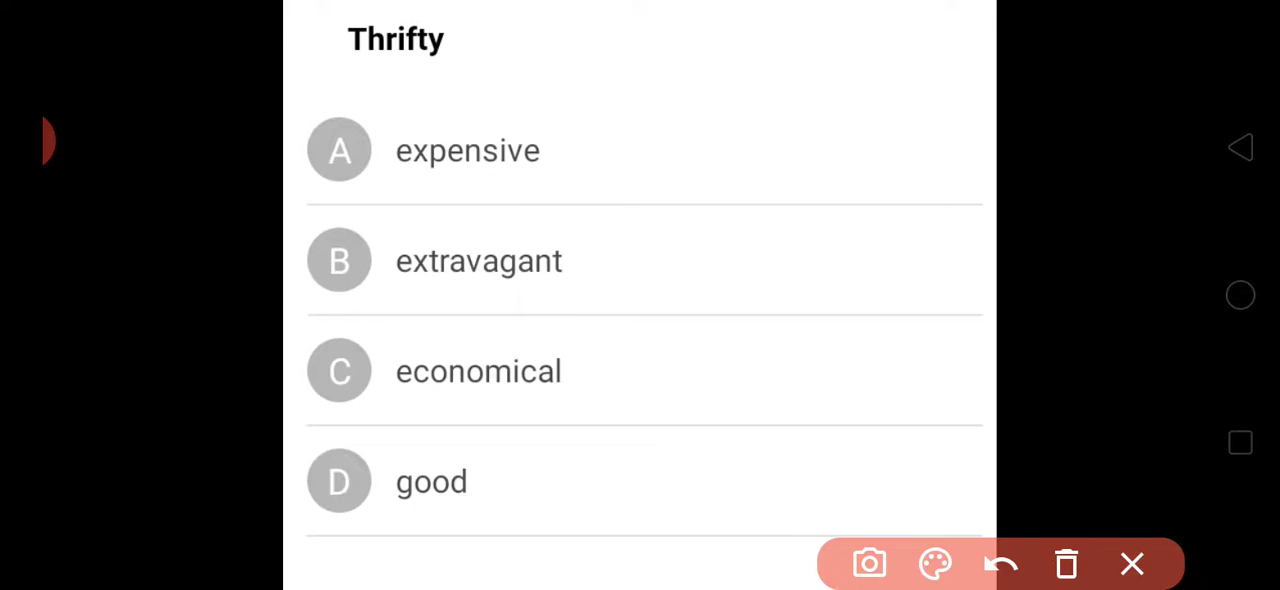 Thrifty
A expensive
B extravagant
C economical
D good